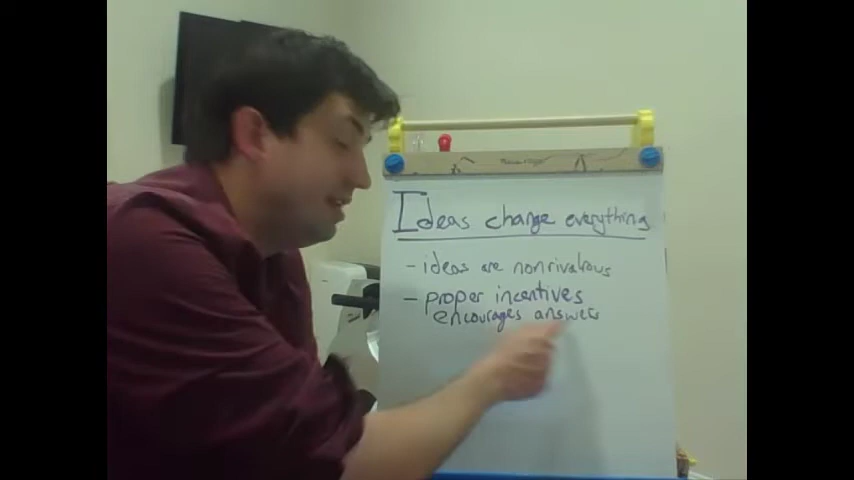 Ideas change everything
- ideas are nonrivalrous
- proper incentives
encourages answers